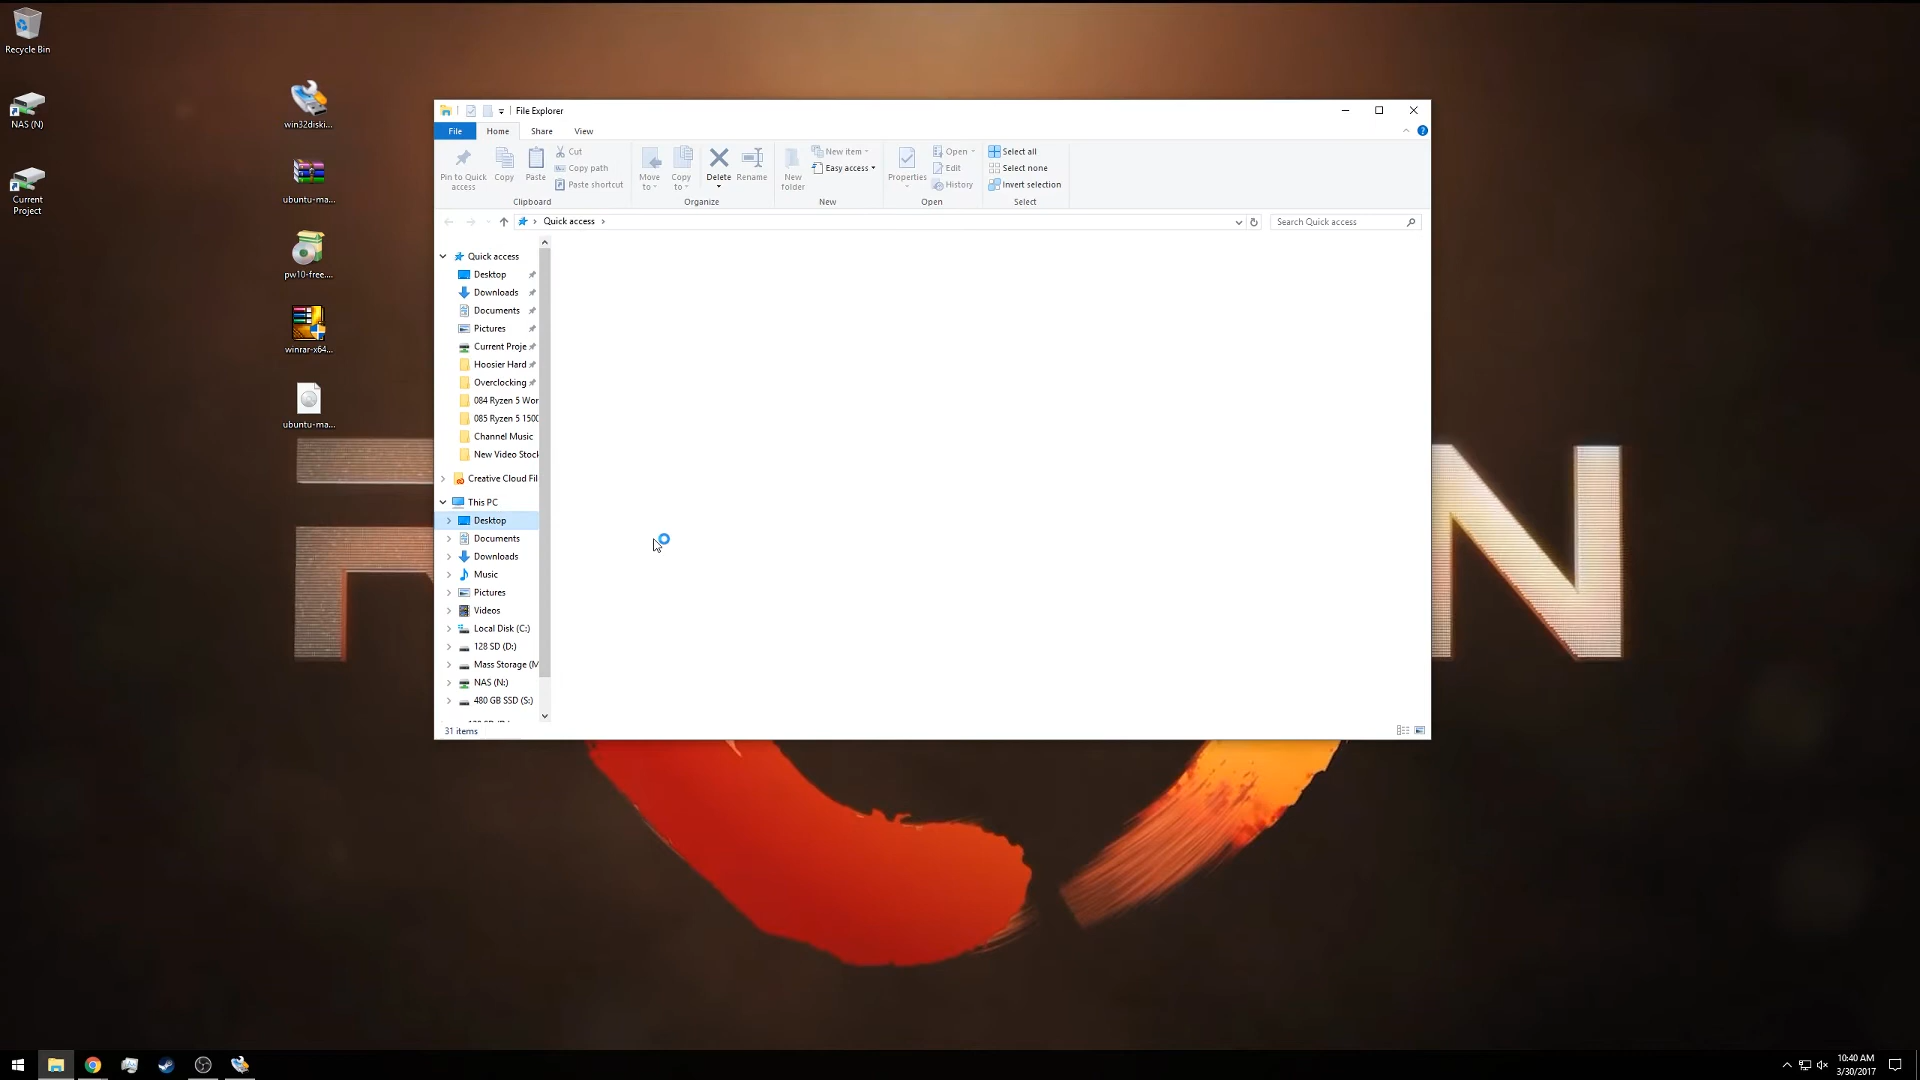 Recycle Bin
NAS (N)
Current
Project
win32diski...
ubuntu-ma...
pw10-free....
winrar-x64...
ubuntu-ma...
File Explorer
File
Home
Share
View
Pin to Quick
access
Copy
Paste
Cut
Copy path
Paste shortcut
Clipboard
Move
to
Copy
to
Delete
Rename
Organize
New
folder
New item
Easy access
New
Properties
Open
Edit
History
Open
Select all
Select none
Invert selection
Select
Quick access
Search Quick access
Quick access
Desktop
Downloads
Documents
Pictures
Current Proje
Hoosier Hard
Overclocking
084 Ryzen 5 Wor
085 Ryzen 5 1500
Channel Music
New Video Stock
Creative Cloud Fil
This PC
Desktop
Documents
Downloads
Music
Pictures
Videos
Local Disk (C:)
128 SD (D:)
Mass Storage (M
NAS (N:)
480 GB SSD (S:)
31 items
N
10:40 AM
3/30/2017